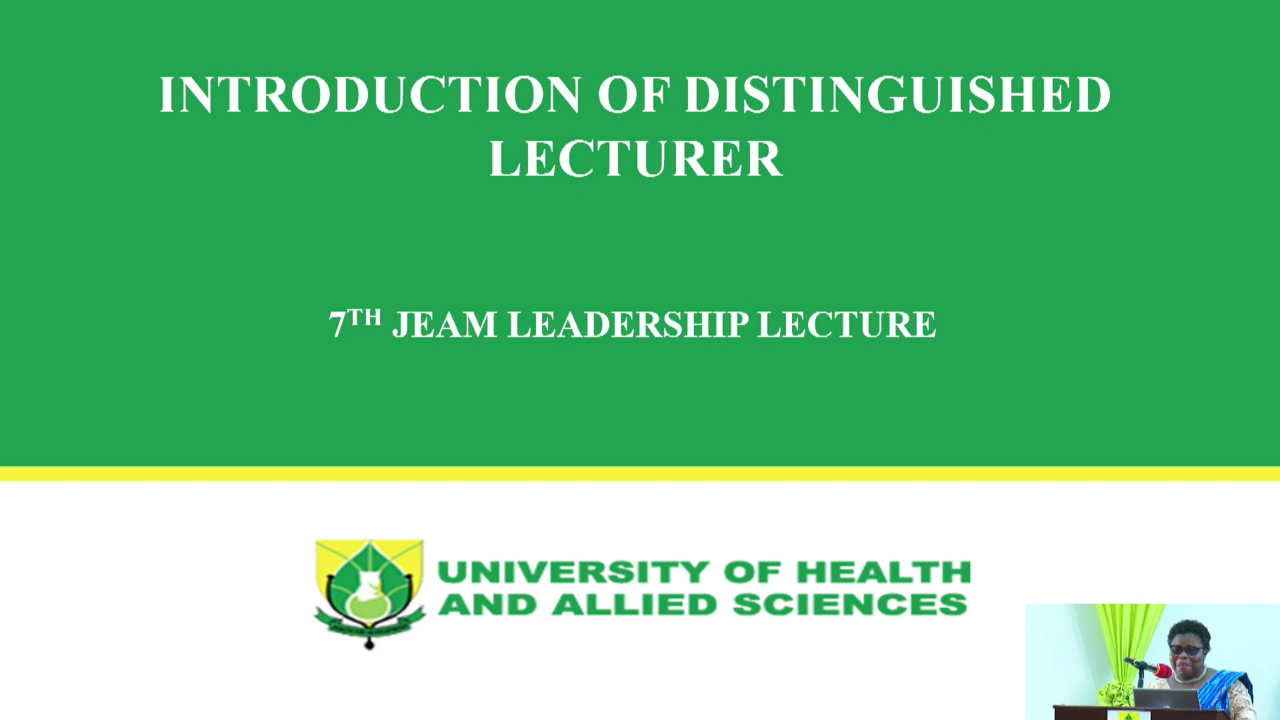 INTRODUCTION OF DISTINGUISHED
LECTURER
7TH JEAM LEADERSHIP LECTURE
UNIVERSITY OF HEALTH
AND ALLIED SCIENCES